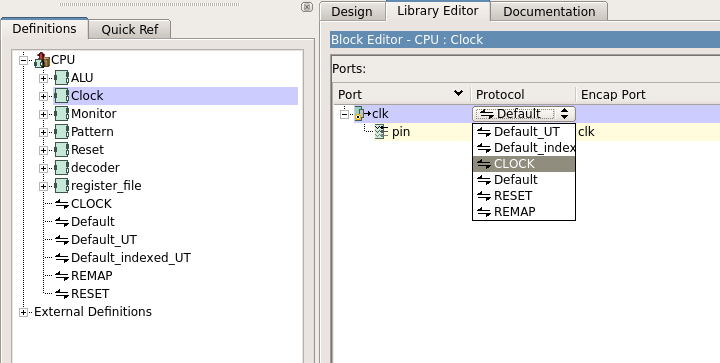 Definitions
Quick Ref
CPU
ALU
Clock
Monitor
Pattern
Reset
decoder
register_file
CLOCK
Default
Default_UT
Default_indexed_UT
REMAP
RESET
External Definitions
Design
Library Editor
Documentation
Block Editor - CPU : Clock
Ports:
Port Protocol Encap Port
clk Default
pin clk
Default_UT
Default_index
CLOCK
Default
RESET
REMAP